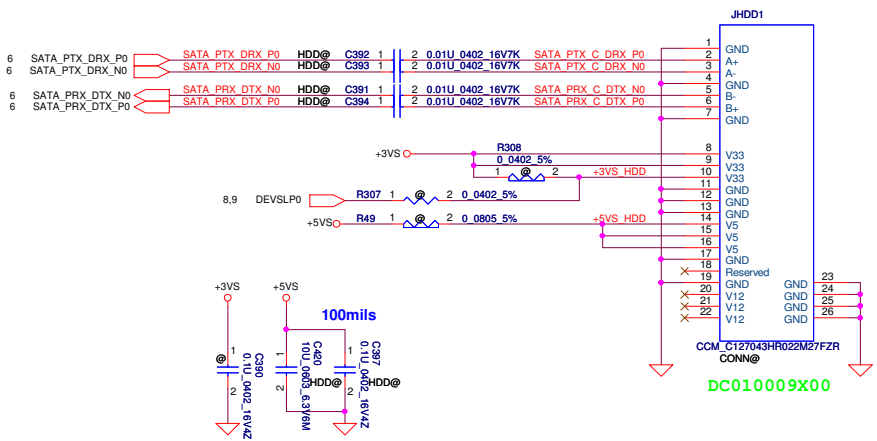 JHDD1
6 SATA_PTX_DRX_P0 SATA_PTX_DRX_P0 HDD@ C392 1 2 0.01U_0402_16V7K SATA_PTX_C_DRX_P0
6 SATA_PTX_DRX_N0 SATA_PTX_DRX_N0 HDD@ C393 1 2 0.01U_0402_16V7K SATA_PTX_C_DRX_N0
6 SATA_PRX_DTX_N0 SATA_PRX_DTX_N0 HDD@ C391 1 2 0.01U_0402_16V7K SATA_PRX_C_DTX_N0
6 SATA_PRX_DTX_P0 SATA_PRX_DTX_P0 HDD@ C394 1 2 0.01U_0402_16V7K SATA_PRX_C_DTX_P0
1 GND
2 A+
3 A-
4 GND
5 B-
6 B+
7 GND
8 V33
9 V33
10 V33
11 GND
12 GND
13 GND
14 V5
15 V5
16 V5
17 GND
18 Reserved
19 GND
20 V12
21 V12
22 V12
GND 23
GND 24
GND 25
GND 26
+3VS
R308
0_0402_5%
1 @ 2 +3VS_HDD
8,9 DEVSLP0 R307 1 @ 2 0_0402_5%
+5VS R49 1 @ 2 0_0805_5% +5VS_HDD
+3VS +5VS
100mils
@ 1 2 C390 0.1U_0402_16V4Z
1 2 C420 10U_0603_6.3V6M HDD@
1 2 C397 0.1U_0402_16V4Z HDD@
CCM_C127043HR022M27FZR
CONN@
DC010009X00